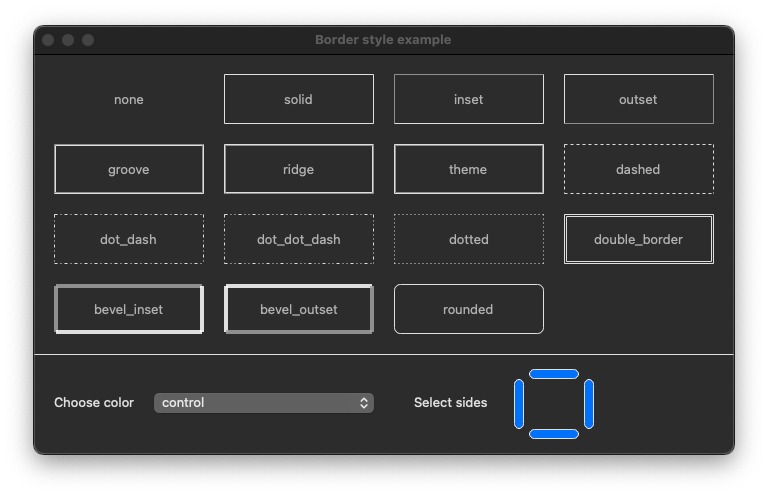 Border style example
none solid inset outset
groove ridge theme dashed
dot_dash dot_dot_dash dotted double_border
bevel_inset bevel_outset rounded
Choose color control Select sides